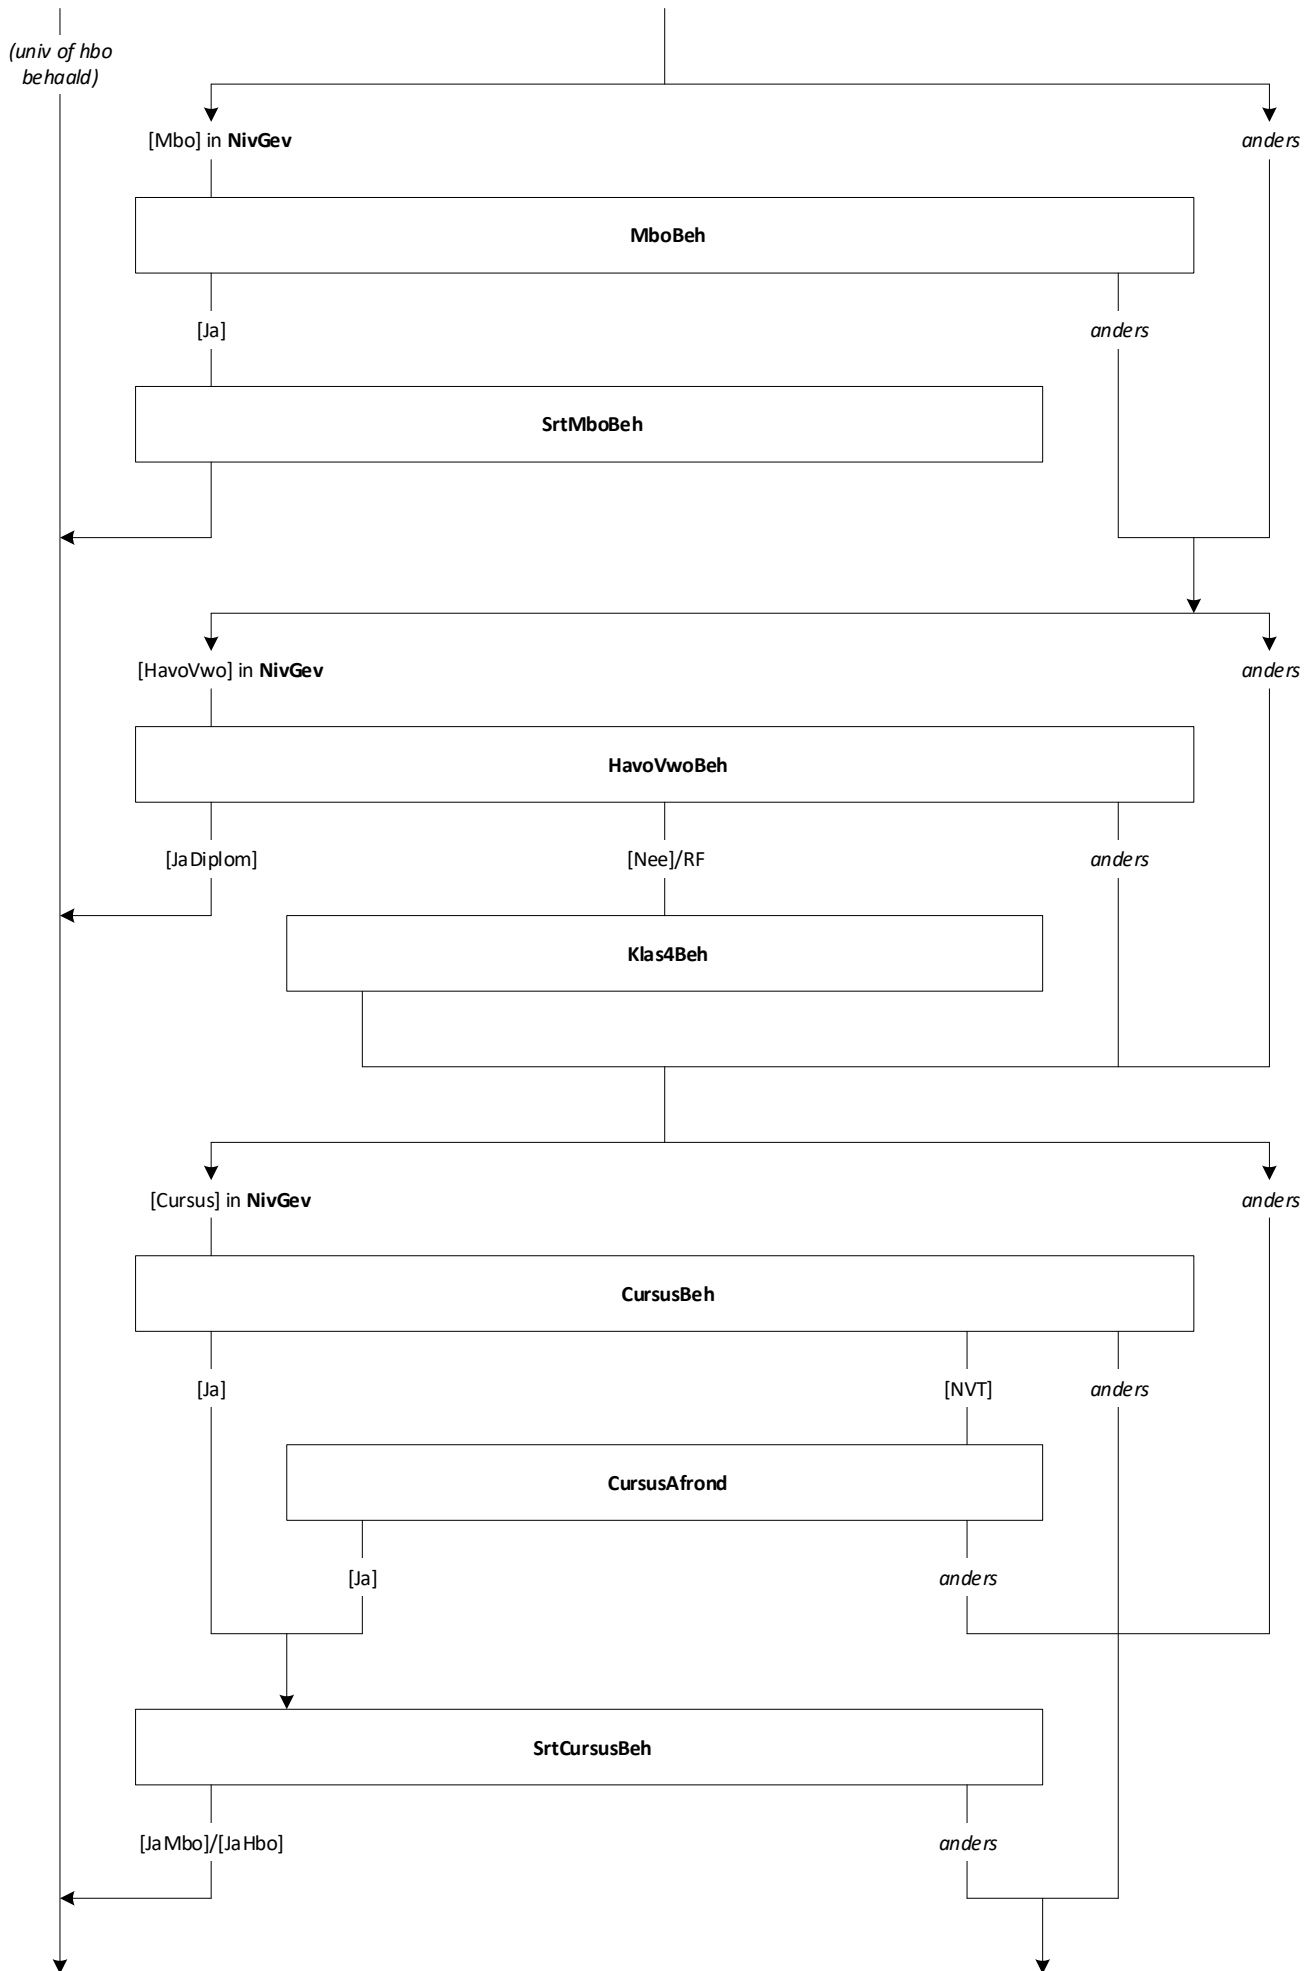 (univ of hbo
behaald)
[Mbo] in NivGev
anders
MboBeh
[Ja]
anders
SrtMboBeh
[HavoVwo] in NivGev
anders
HavoVwoBeh
[JaDiplom]
[Nee]/RF
anders
Klas4Beh
[Cursus] in NivGev
anders
CursusBeh
[Ja]
[NVT]
anders
CursusAfrond
[Ja]
anders
SrtCursusBeh
[JaMbo]/[JaHbo]
anders